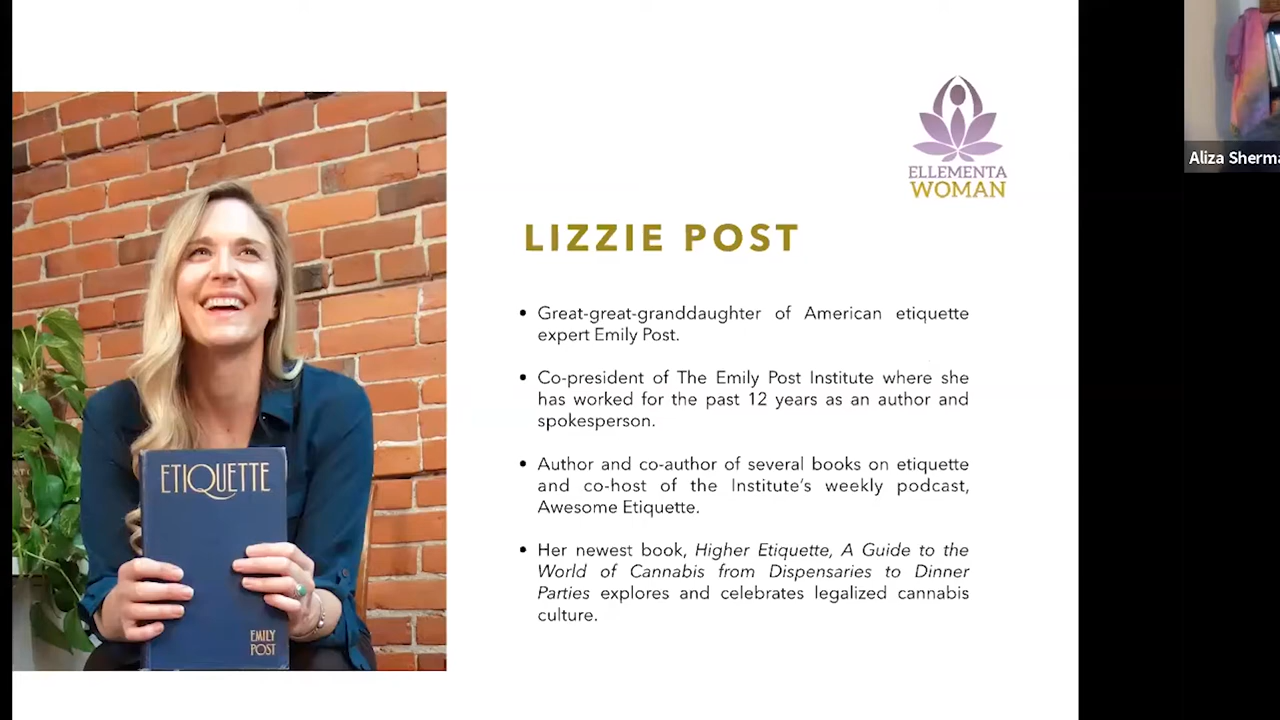 ELLEMENTA
WOMAN
Aliza Sherma
LIZZIE POST
• Great-great-granddaughter of American etiquette
expert Emily Post.
• Co-president of The Emily Post Institute where she
has worked for the past 12 years as an author and
spokesperson.
• Author and co-author of several books on etiquette
and co-host of the Institute's weekly podcast,
Awesome Etiquette.
• Her newest book, Higher Etiquette, A Guide to the
World of Cannabis from Dispensaries to Dinner
Parties explores and celebrates legalized cannabis
culture.
ETIQUETTE
EMILY
POST